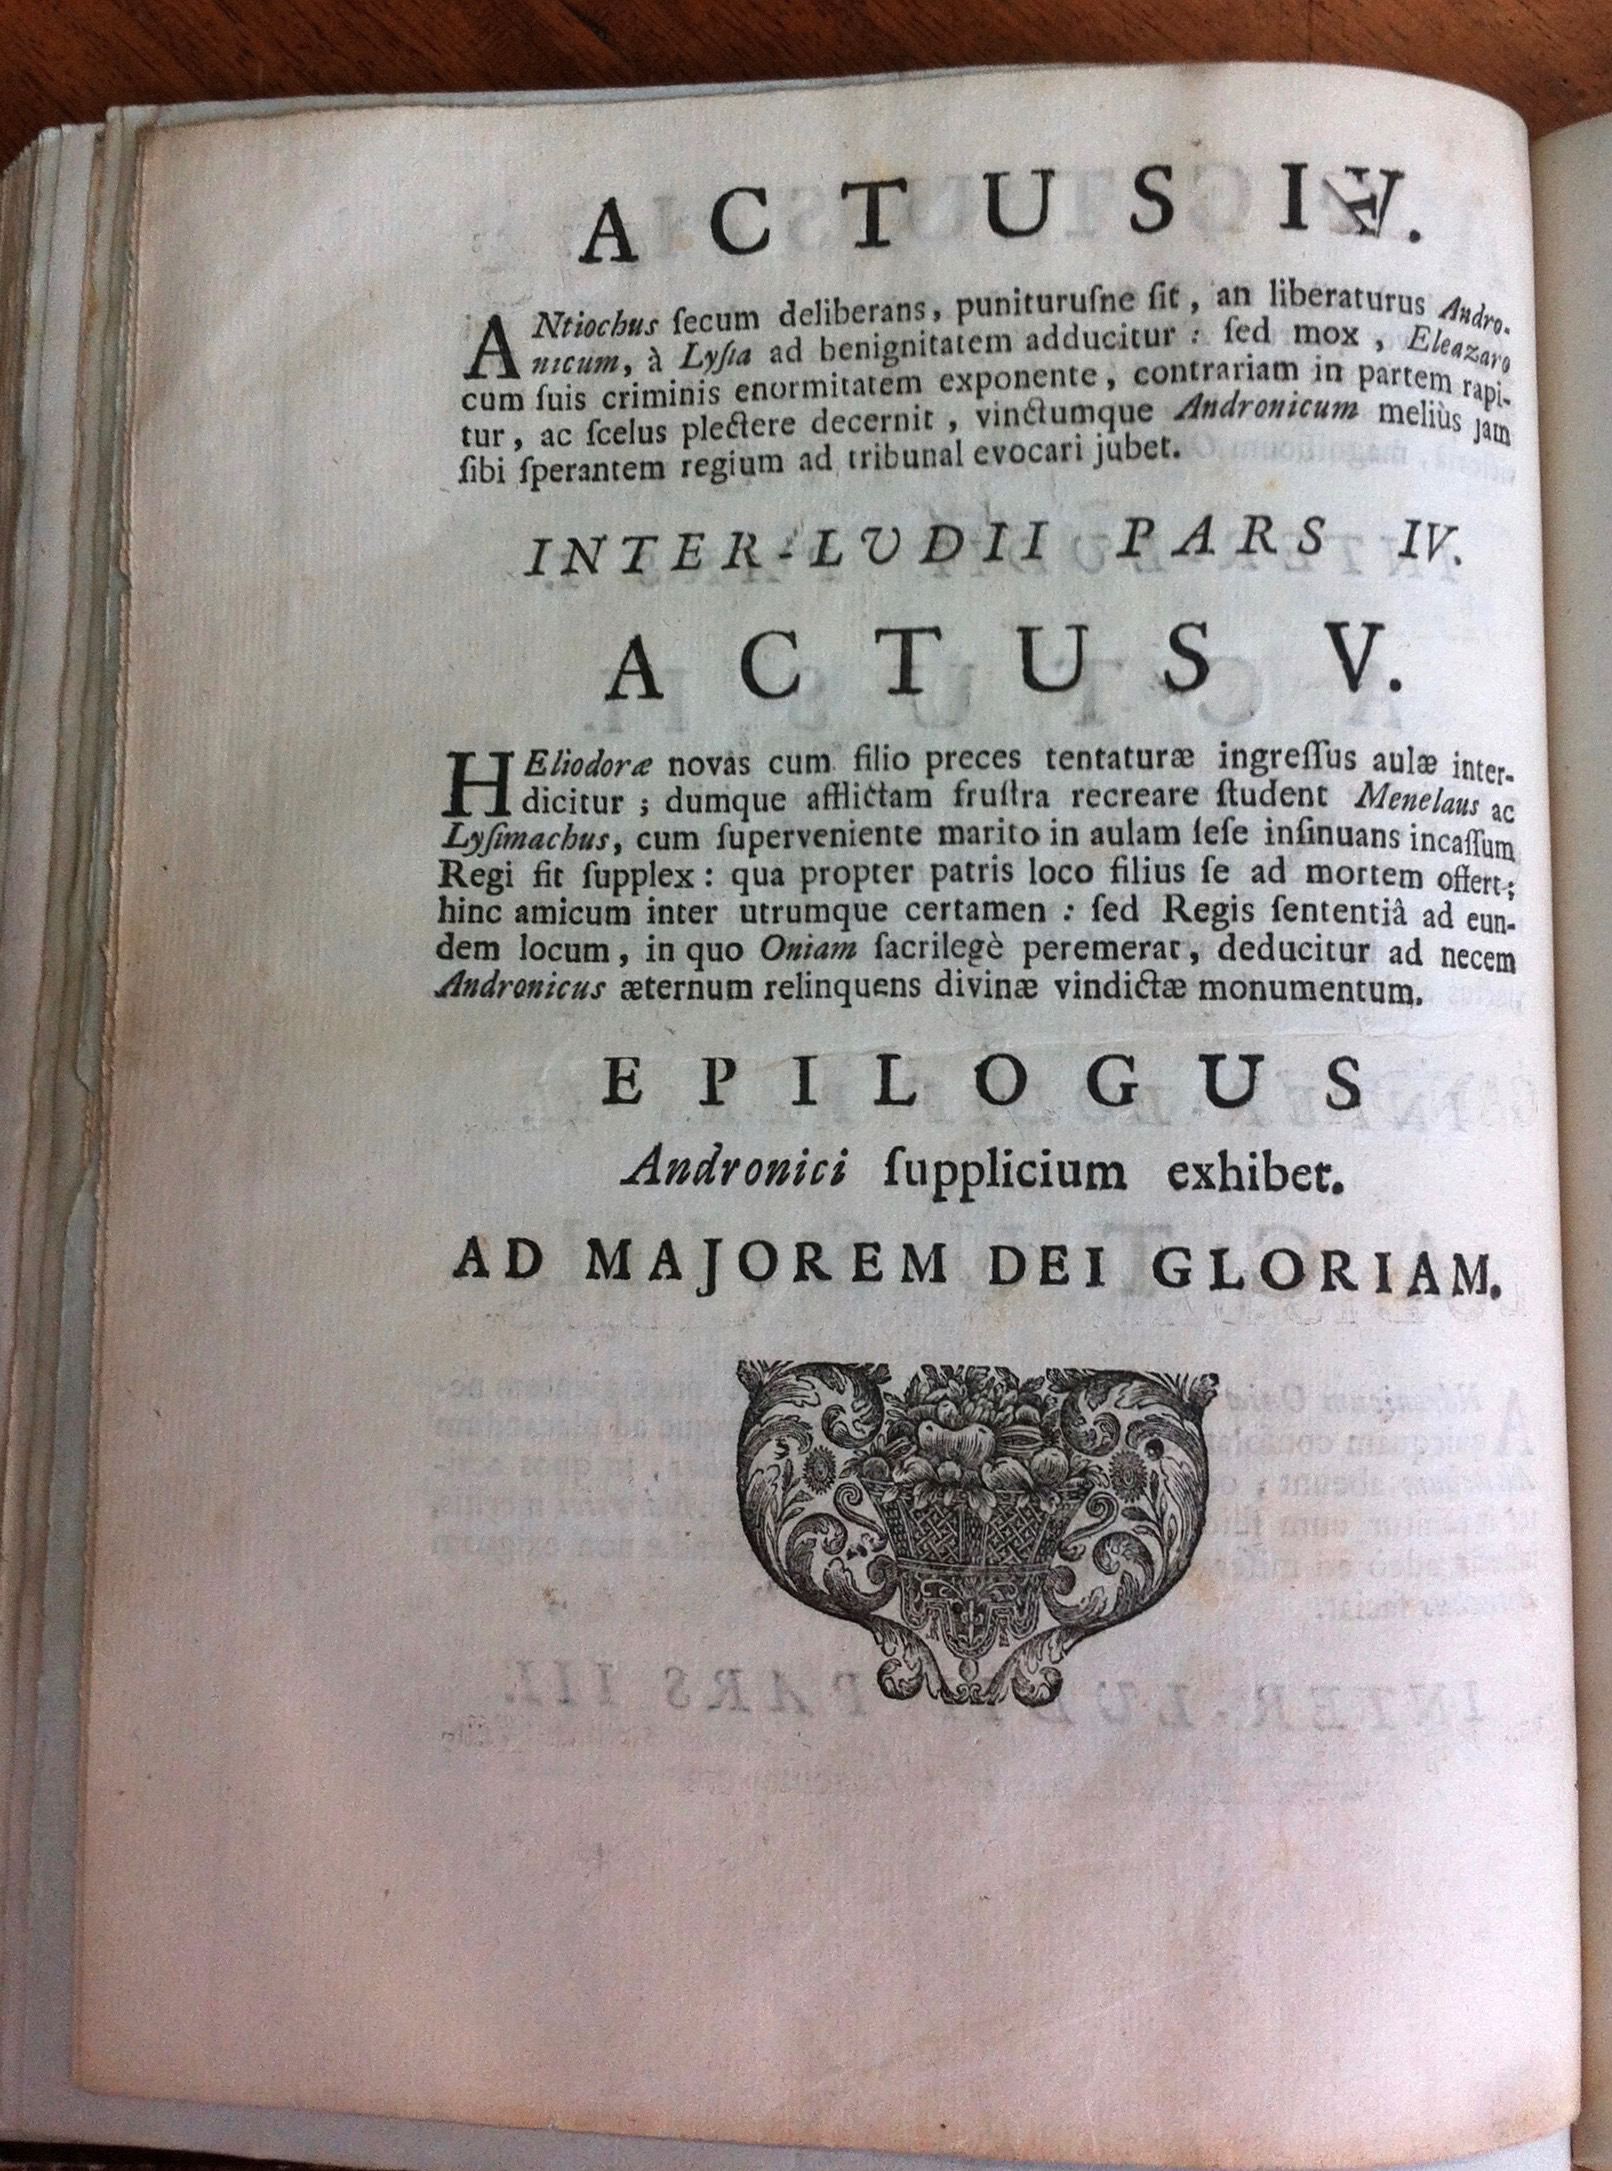 ACTUS IV.
ANtiochus ſecum deliberans, puniturusne ſit, an liberaturus Andro-
nicum, à Lyſia ad benignitatem adducitur: ſed mox, Eleazaro
cum ſuis criminis enormitatem exponente, contrariam in partem rapi-
tur, ac ſcelus plectere decernit, vinctumque Andronicum meliùs jam
ſibi ſperantem regium ad tribunal evocari jubet.
INTER-LVDII PARS IV.
ACTUS V.
HEliodoræ novas cum filio preces tentaturæ ingreſſus aulæ inter-
dicitur; dumque afflictam fruſtra recreare ſtudent Menelaus ac
Lyſimachus, cum ſuperveniente marito in aulam ſeſe inſinuans incaſſum
Regi fit ſupplex: qua propter patris loco filius ſe ad mortem offert;
hinc amicum inter utrumque certamen: ſed Regis ſententiâ ad eun-
dem locum, in quo Oniam ſacrilegè peremerat, deducitur ad necem
Andronicus æternum relinquens divinæ vindictæ monumentum.
EPILOGUS
Andronici ſupplicium exhibet.
AD MAJOREM DEI GLORIAM.